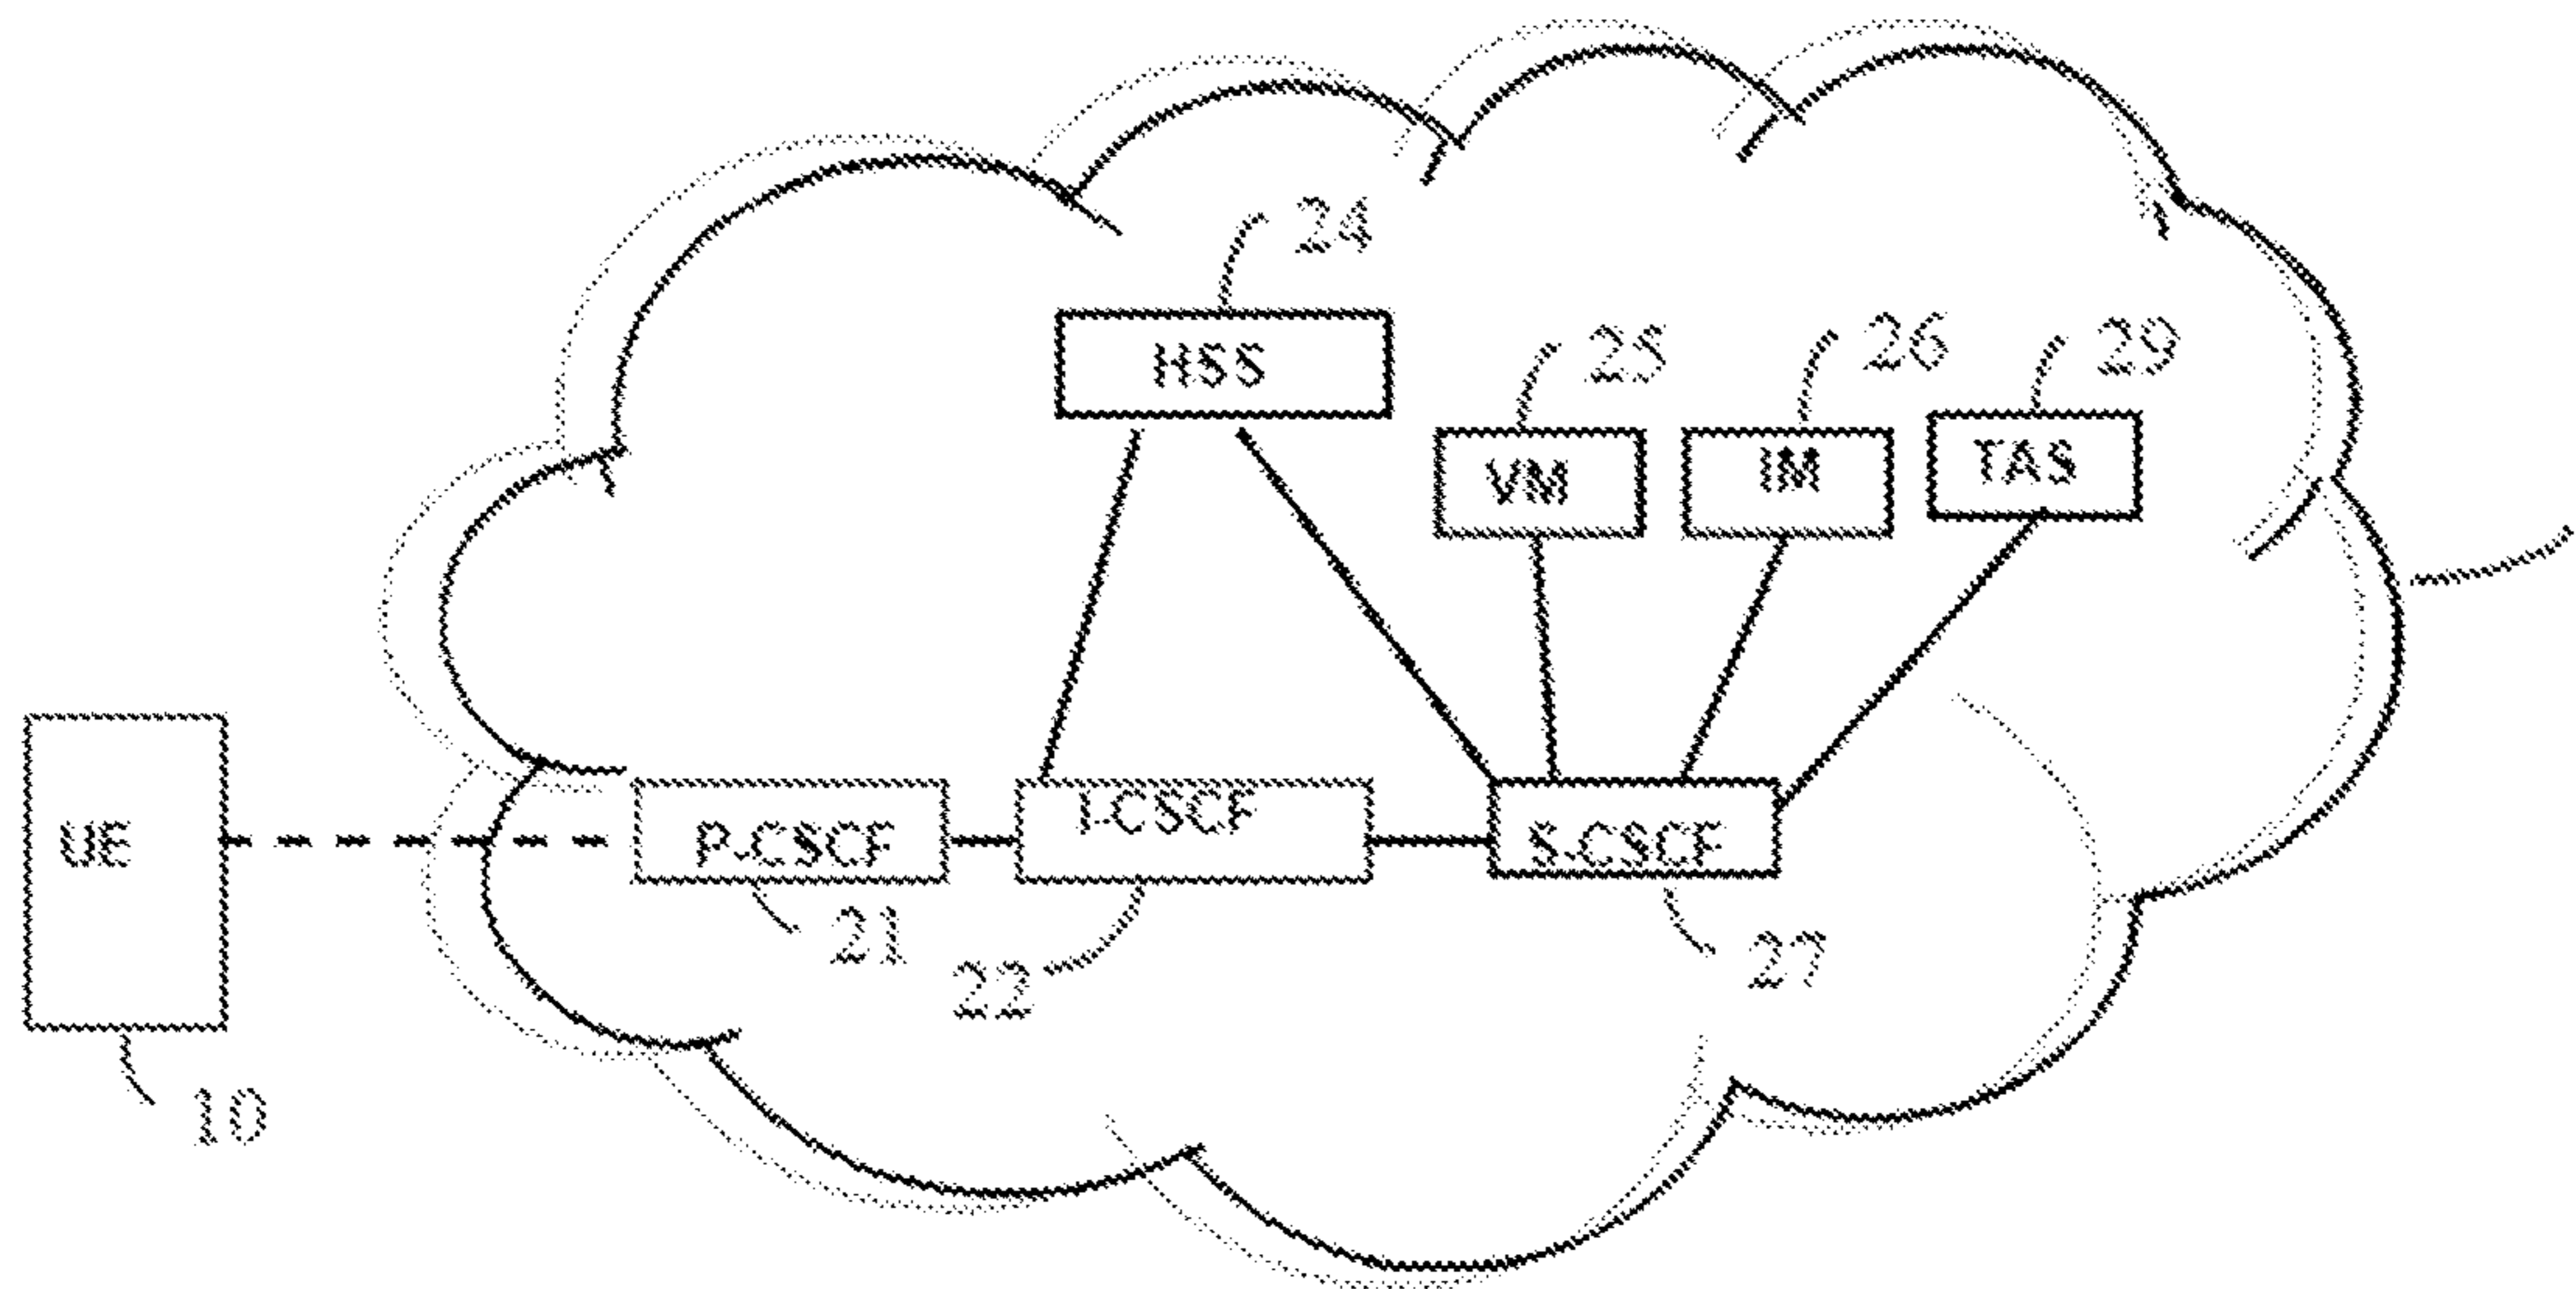 24
HSS
25
26
29
VM
IM
TAS
UE
P-CSCF
I-CSCF
S-CSCF
21
22
27
10